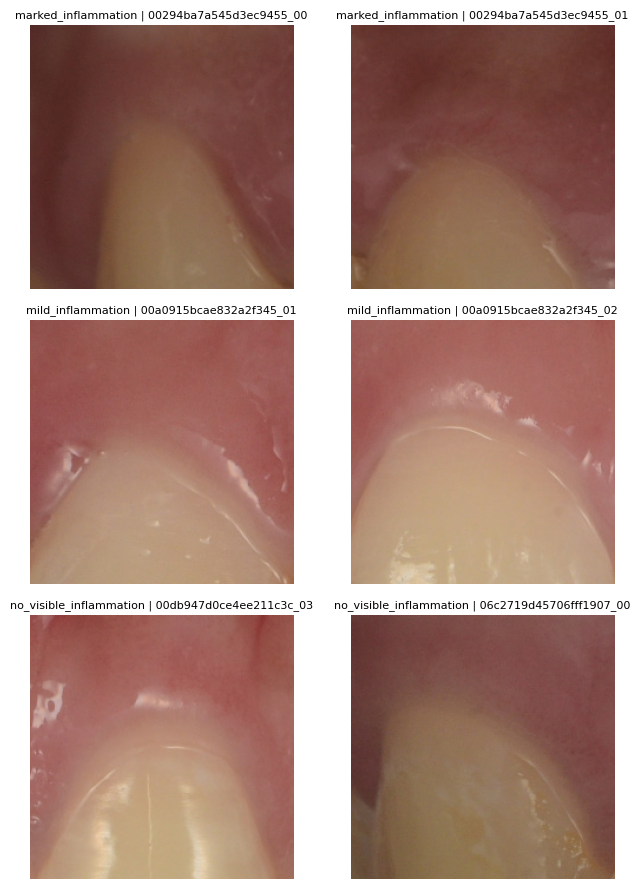 marked_inflammation | 00294ba7a545d3ec9455_00
marked_inflammation | 00294ba7a545d3ec9455_01
mild_inflammation | 00a0915bcae832a2f345_01
mild_inflammation | 00a0915bcae832a2f345_02
no_visible_inflammation | 00db947d0ce4ee211c3c_03
no_visible_inflammation | 06c2719d45706fff1907_00